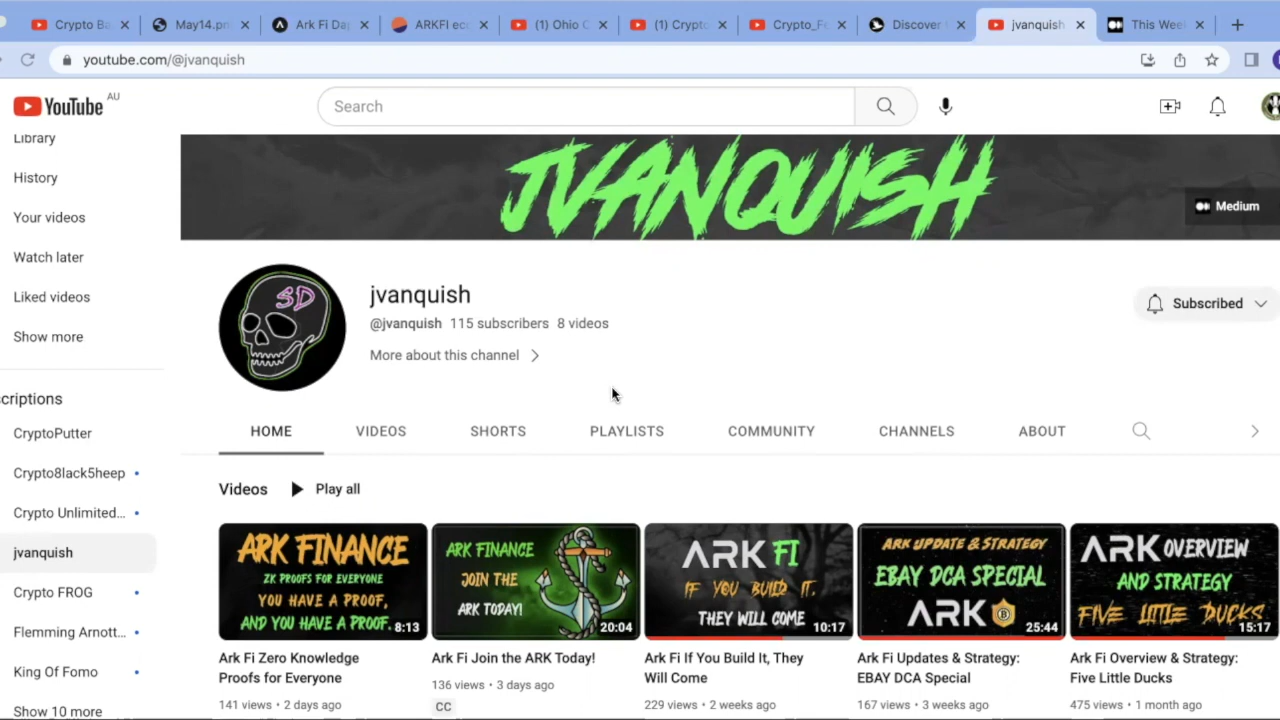 Crypto Ba
May14.pn
Ark Fi Da
ARKFI ec
(1) Ohio C
(1) Crypto
Crypto_F
Discover
jvanquish
This Wee
youtube.com/@jvanquish
YouTube AU
Search
Library
History
Your videos
Watch later
Liked videos
Show more
criptions
CryptoPutter
Crypto8lack5heep
Crypto Unlimited...
jvanquish
Crypto FROG
Flemming Arnott...
King Of Fomo
Show 10 more
JVANQUISH
Medium
SD
jvanquish
@jvanquish 115 subscribers 8 videos
More about this channel
Subscribed
HOME VIDEOS SHORTS PLAYLISTS COMMUNITY CHANNELS ABOUT
Videos Play all
ARK FINANCE
ZK PROOFS FOR EVERYONE
YOU HAVE A PROOF,
AND YOU HAVE A PROOF.
8:13
Ark Fi Zero Knowledge
Proofs for Everyone
141 views • 2 days ago
ARK FINANCE
JOIN THE
ARK TODAY!
20:04
Ark Fi Join the ARK Today!
136 views • 3 days ago
CC
ARK FI
IF YOU BUILD IT,
THEY WILL COME
10:17
Ark Fi If You Build It, They
Will Come
229 views • 2 weeks ago
ARK UPDATE & STRATEGY
EBAY DCA SPECIAL
ARK
25:44
Ark Fi Updates & Strategy:
EBAY DCA Special
167 views • 3 weeks ago
ARK OVERVIEW
AND STRATEGY
FIVE LITTLE DUCKS
15:17
Ark Fi Overview & Strategy:
Five Little Ducks
475 views • 1 month ago